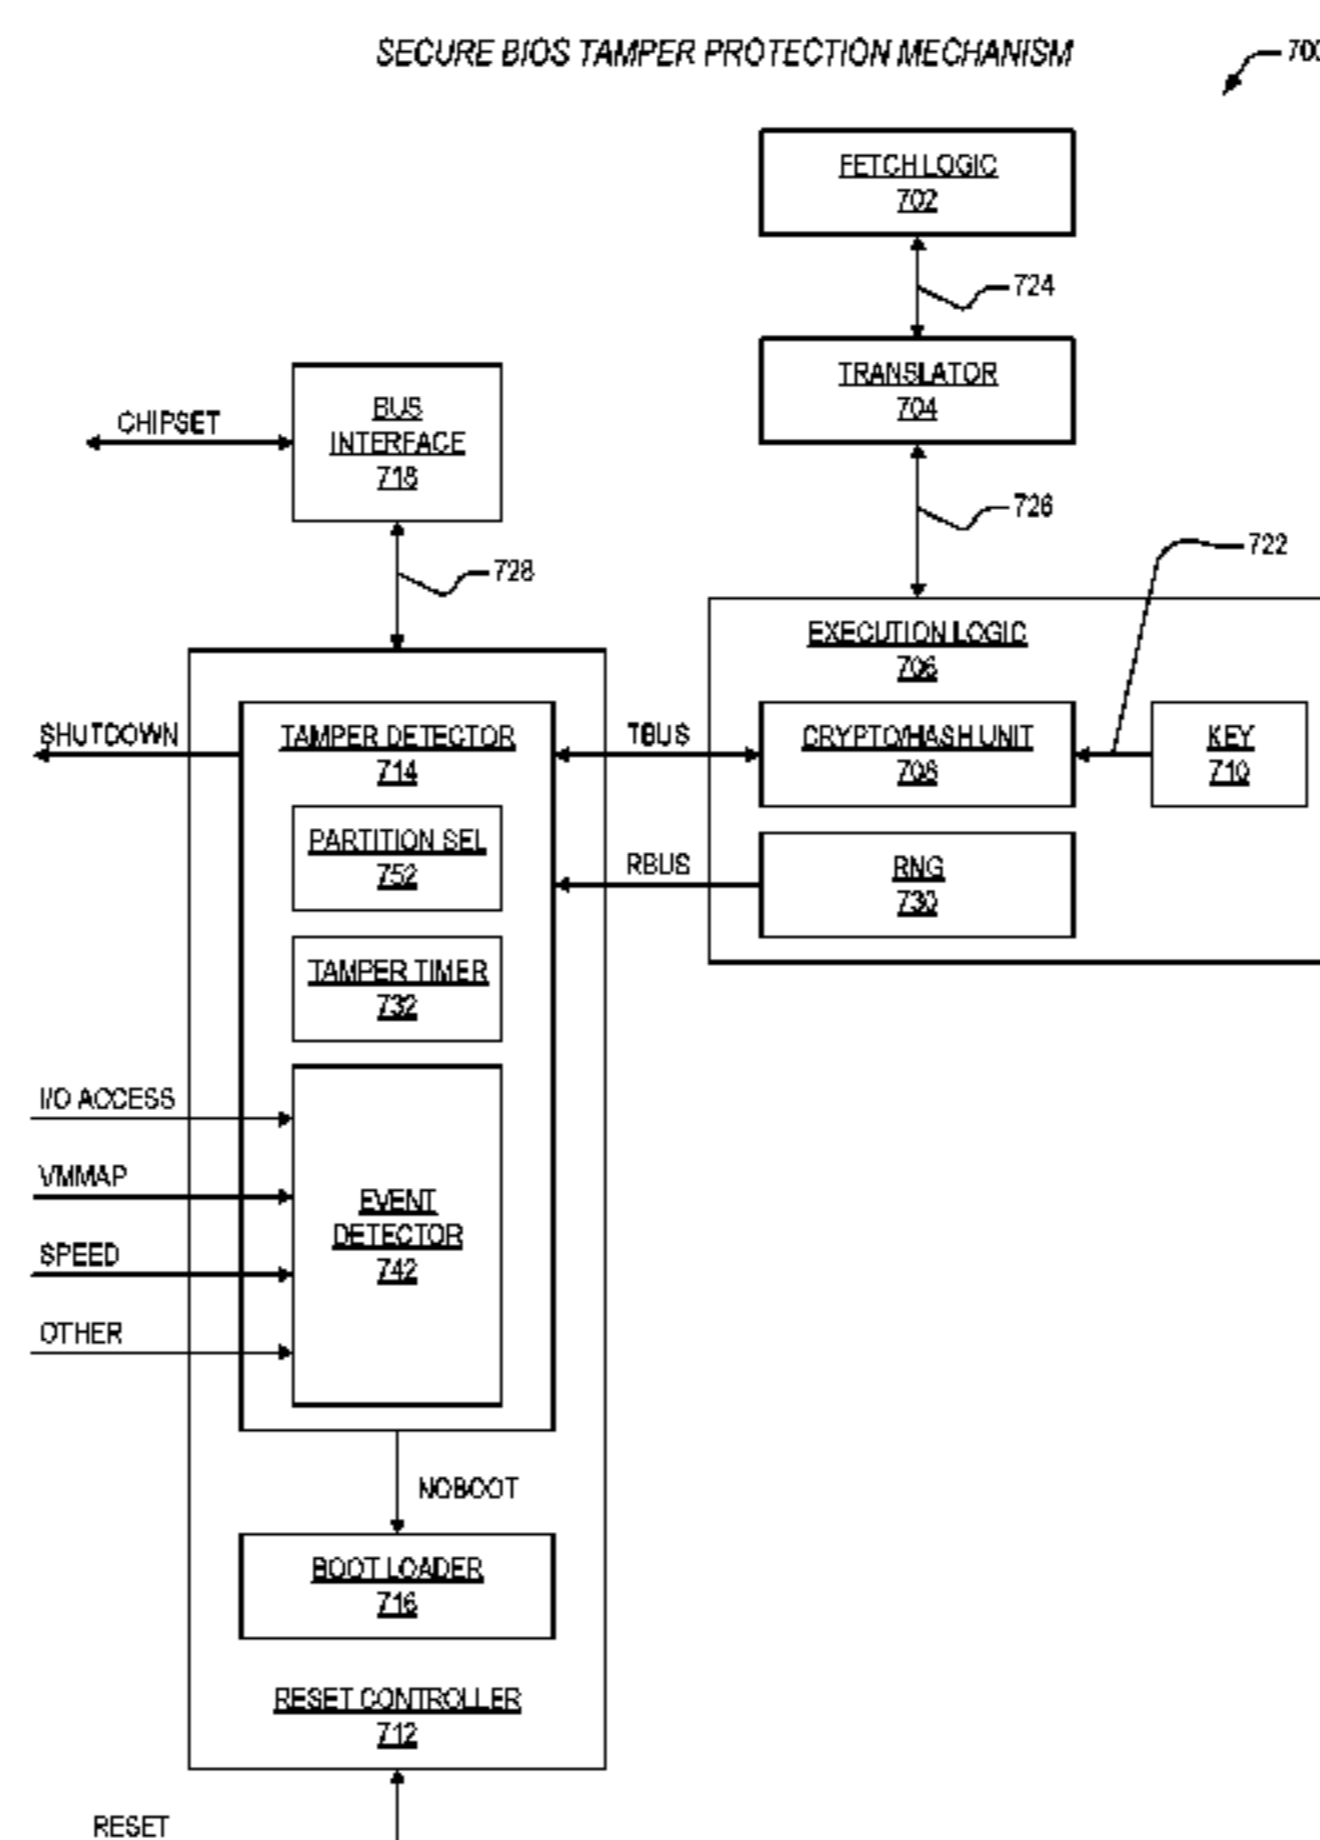 SECURE BIOS TAMPER PROTECTION MECHANISM
700
FETCH LOGIC
702
724
TRANSLATOR
704
726
722
CHIPSET
BUS
INTERFACE
718
728
EXECUTION LOGIC
706
CRYPTO/HASH UNIT
708
KEY
710
RNG
730
TBUS
RBUS
SHUTDOWN
TAMPER DETECTOR
714
PARTITION SEL
752
TAMPER TIMER
732
I/O ACCESS
VMMAP
SPEED
OTHER
EVENT
DETECTOR
742
NOBOOT
BOOT LOADER
716
RESET CONTROLLER
712
RESET